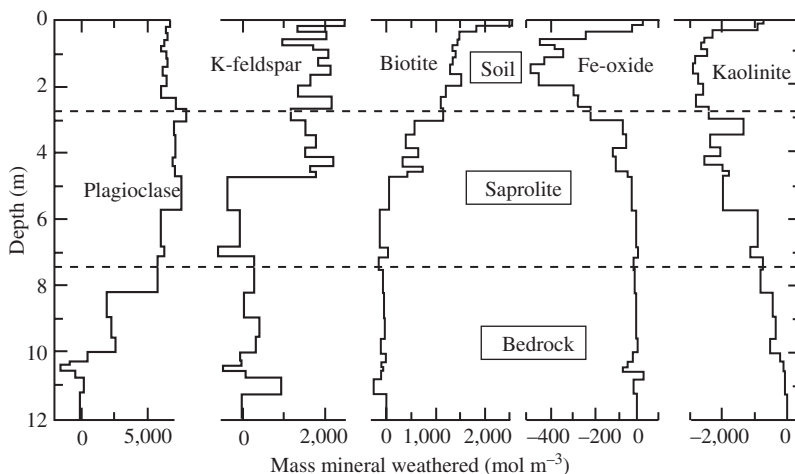 0
2
4
6
8
10
12
Depth (m)
Plagioclase
K-feldspar
Biotite
Soil
Fe-oxide
Kaolinite
Saprolite
Bedrock
0 5,000 0 2,000 0 1,000 2,000 −400 −200 0 −2,000 0
Mass mineral weathered (mol m−3)